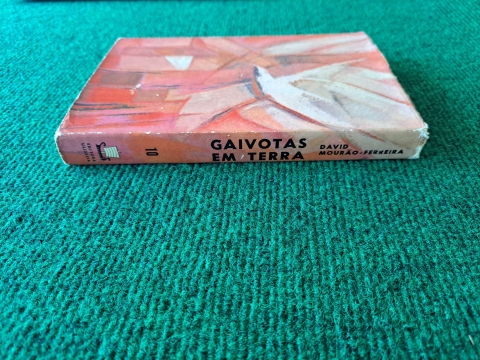 10
GAIVOTAS
EM TERRA
DAVID
MOURÃO-FERREIRA